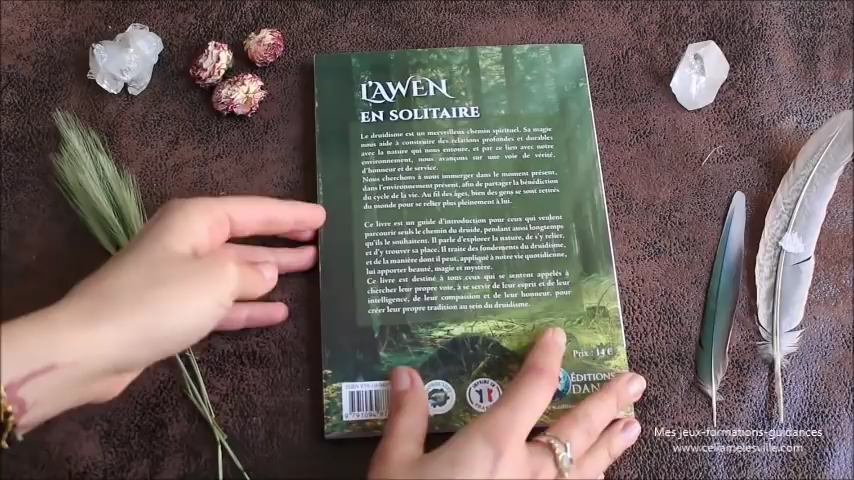 L'AWEN
EN SOLITAIRE
Le druidisme est un merveilleux chemin spirituel. Sa magie
nous aide à construire des relations profondes et durables
avec la nature qui nous entoure, et par ce lien avec notre
environnement, nous avançons sur une voie de vérité,
d'honneur et de service.
Nous cherchons à nous immerger dans le moment présent,
dans l'environnement présent, afin de partager la bénédiction
du cycle de la vie. Au fil des âges, bien des gens se sont retirés
du monde pour se relier plus pleinement à lui.
Ce livre est un guide d'introduction pour ceux qui veulent
parcourir seuls le chemin du druide, pendant aussi longtemps
qu'ils le souhaitent. Il parle d'explorer la nature, de s'y relier,
et d'y trouver sa place. Il traite des fondements du druidisme,
et de la manière dont il peut, appliqué à notre vie quotidienne,
lui apporter beauté, magie et mystère.
Ce livre est destiné à tous ceux qui se sentent appelés à
chercher leur propre voie, à se servir de leur esprit et de leur
intelligence, de leur compassion et de leur honneur, pour
créer leur propre tradition au sein du druidisme.
Prix : 14 €
ÉDITIONS
IMPRIMÉ EN
Mes jeux-formations-guidances